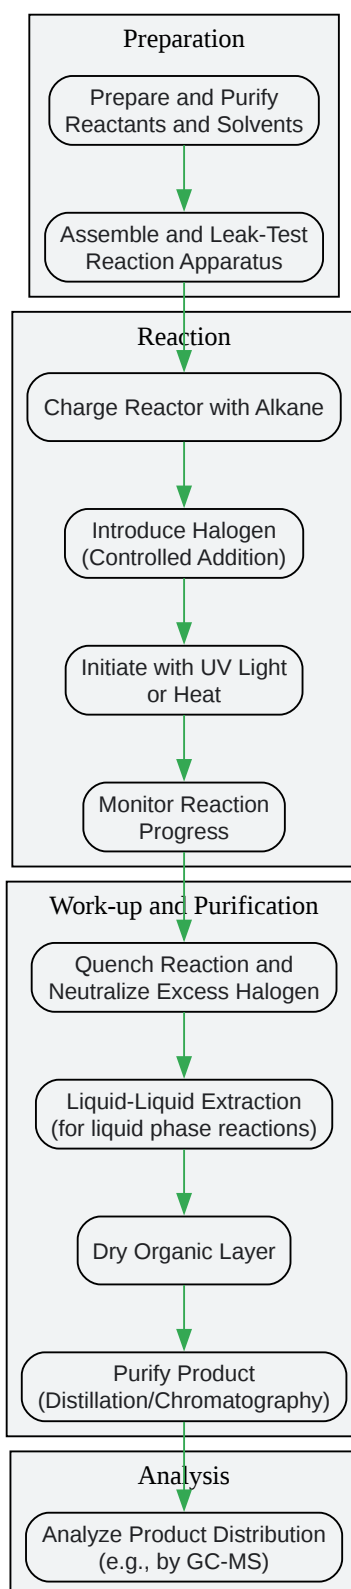 Preparation
Prepare and Purify
Reactants and Solvents
Assemble and Leak-Test
Reaction Apparatus
Reaction
Charge Reactor with Alkane
Introduce Halogen
(Controlled Addition)
Initiate with UV Light
or Heat
Monitor Reaction
Progress
Work-up and Purification
Quench Reaction and
Neutralize Excess Halogen
Liquid-Liquid Extraction
(for liquid phase reactions)
Dry Organic Layer
Purify Product
(Distillation/Chromatography)
Analysis
Analyze Product Distribution
(e.g., by GC-MS)